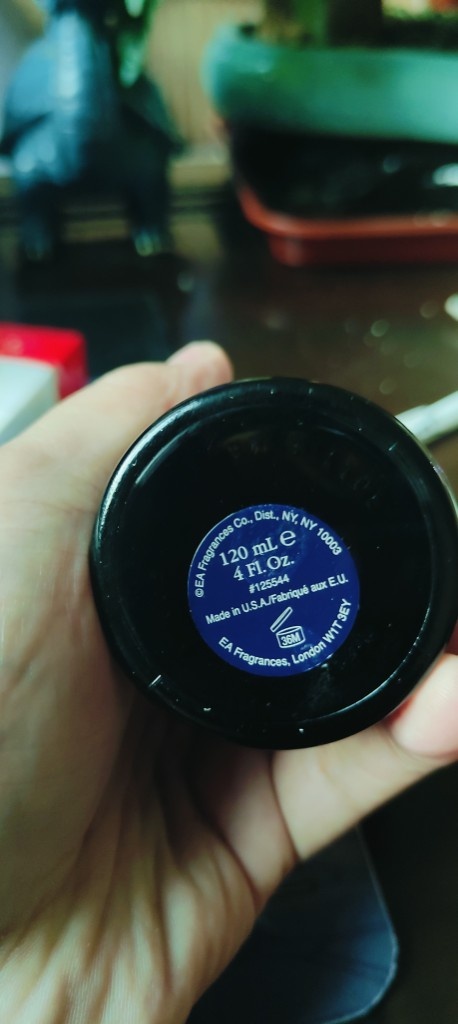 ©EA Fragrances Co., Dist., NY, NY 10003
120 mL e
4 Fl. Oz.
#125544
Made in U.S.A./Fabriqué aux E.U.
36M
EA Fragrances, London W1T 3EY